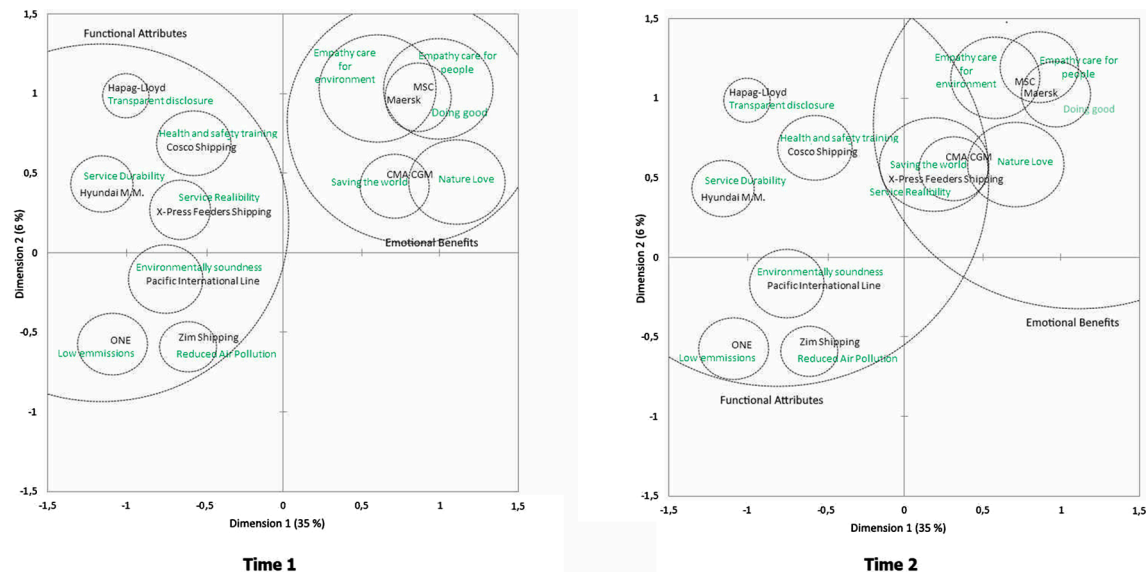 1,5
Functional Attributes
Empathy care
for
environment
Empathy care for
people
Hapag-Lloyd
Transparent disclosure
MSC
Maersk
Doing good
1
Health and safety training
Cosco Shipping
0,5
Service Durability
Hyundai M.M.
Service Realibility
X-Press Feeders Shipping
CMA CGM
Saving the world
Nature Love
Emotional Benefits
0
Environmentally soundness
Pacific International Line
-0,5
ONE
Low emmissions
Zim Shipping
Reduced Air Pollution
-1
-1,5
-1,5
-1
-0,5
0
0,5
1
1,5
Dimension 2 (6 %)
Dimension 1 (35 %)
Time 1
1,5
Empathy care
for
environment
Empathy care for
people
MSC
Maersk
Doing good
Hapag-Lloyd
Transparent disclosure
1
Health and safety training
Cosco Shipping
CMA CGM
Saving the world
X-Press Feeders Shipping
Service Realibility
Nature Love
0,5
Service Durability
Hyundai M.M.
0
Environmentally soundness
Pacific International Line
Emotional Benefits
-0,5
ONE
Low emmissions
Zim Shipping
Reduced Air Pollution
Functional Attributes
-1
-1,5
-1,5
-1
-0,5
0
0,5
1
1,5
Dimension 2 (6 %)
Dimension 1 (35 %)
Time 2